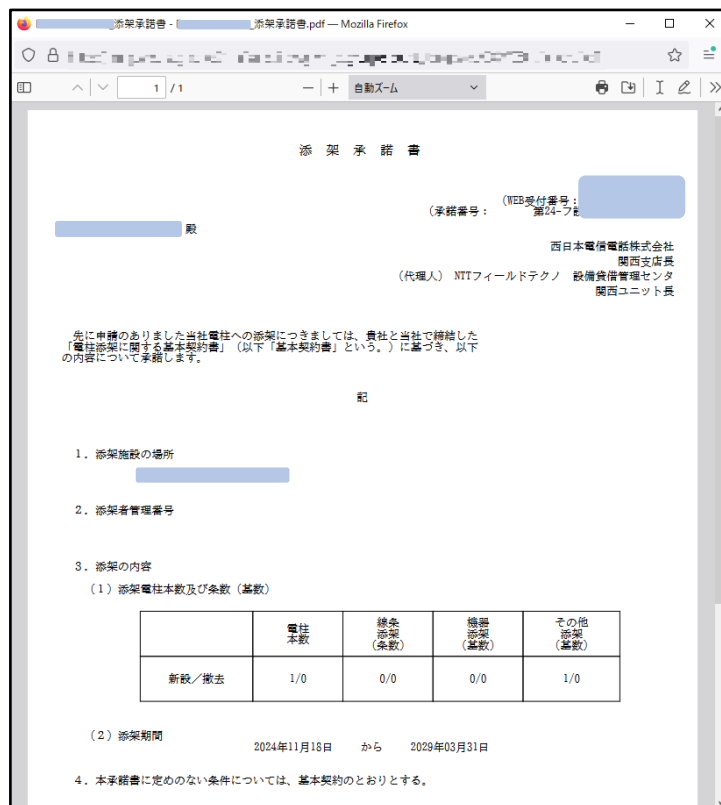 _添架承諾書 - _添架承諾書.pdf — Mozilla Firefox
1 / 1
自動ズーム
添 架 承 諾 書
(WEB受付番号:
(承諾番号: 第24-フ設
殿
西日本電信電話株式会社
関西支店長
(代理人) NTTフィールドテクノ 設備貸借管理センタ
関西ユニット長
先に申請のありました当社電柱への添架につきましては、貴社と当社で締結した
「電柱添架に関する基本契約書」(以下「基本契約書」という。)に基づき、以下
の内容について承諾します。
記
1.添架施設の場所
2.添架者管理番号
3.添架の内容
(1)添架電柱本数及び条数(基数)
電柱
本数
線条
添架
(条数)
機器
添架
(基数)
その他
添架
(基数)
新設/撤去 1/0 0/0 0/0 1/0
(2)添架期間
2024年11月18日 から 2029年03月31日
4.本承諾書に定めのない条件については、基本契約のとおりとする。